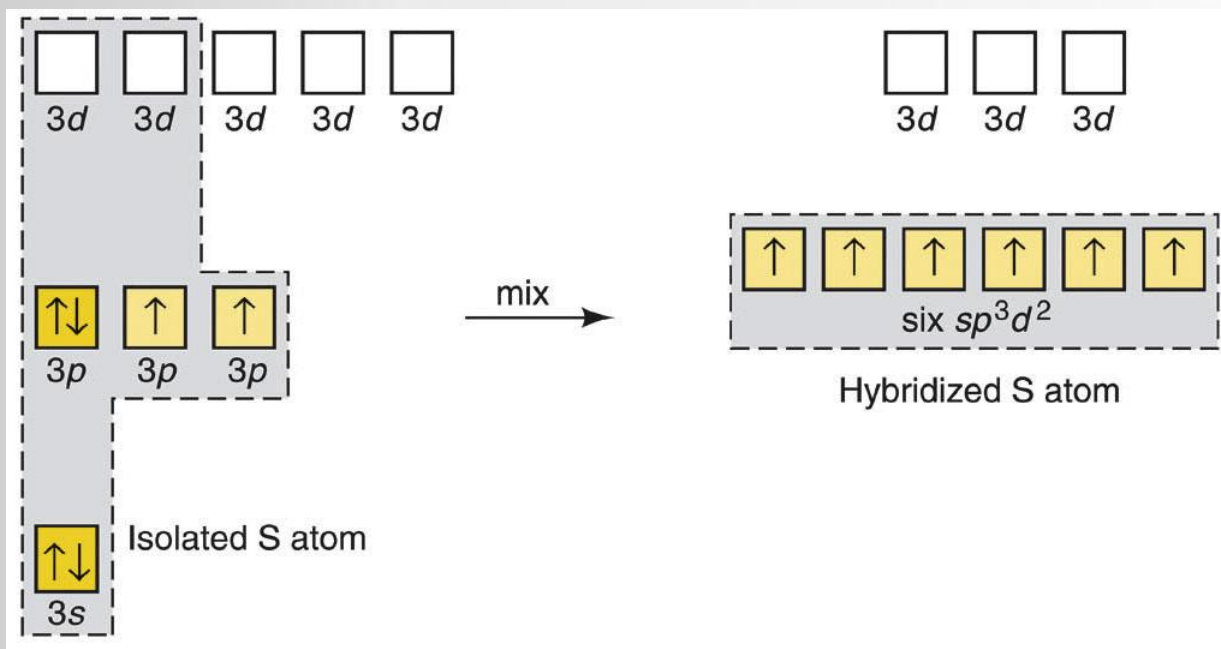 3d 3d 3d 3d 3d
3d 3d 3d
↑↓ ↑ ↑
3p 3p 3p
mix
↑ ↑ ↑ ↑ ↑ ↑
six sp³d²
Hybridized S atom
↑↓
3s
Isolated S atom